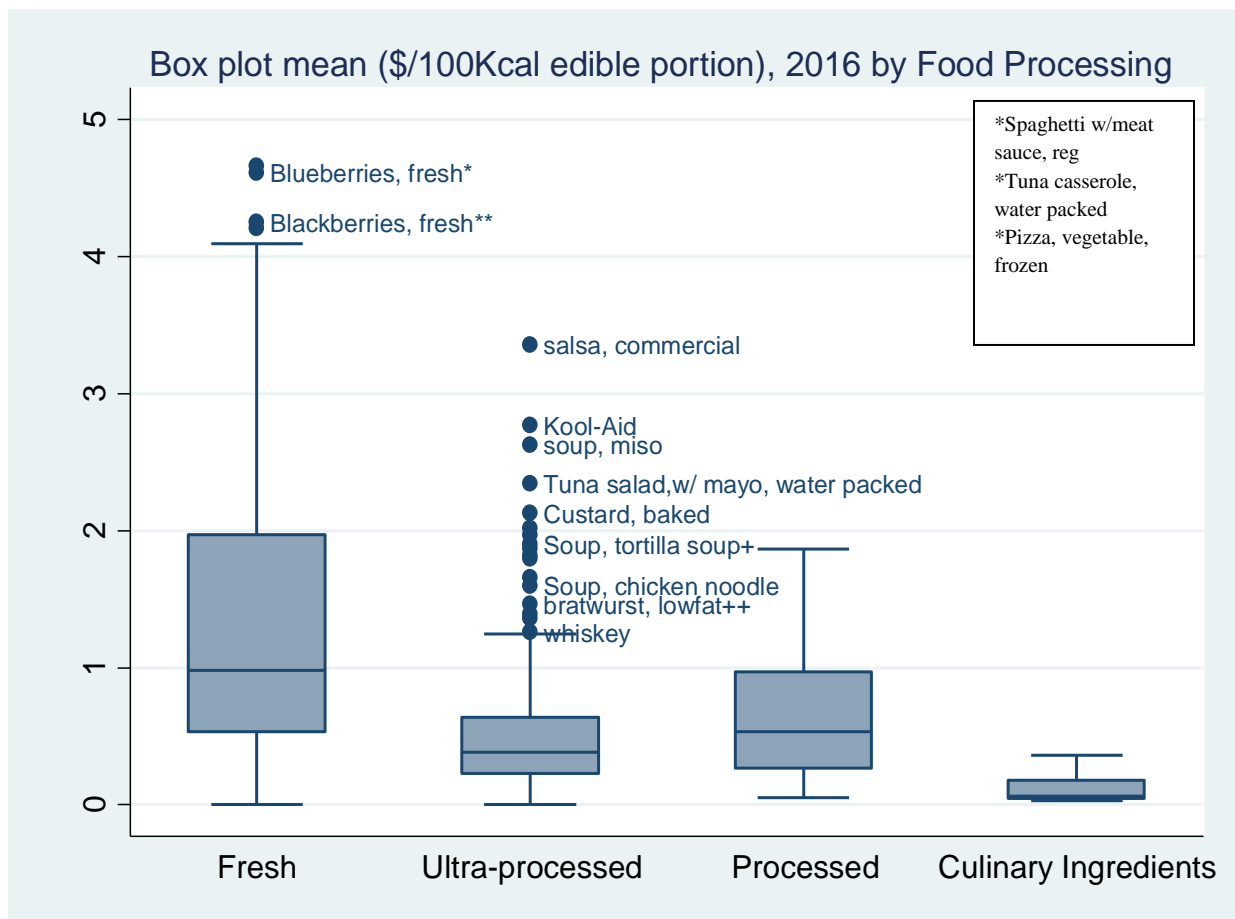 Box plot mean ($/100Kcal edible portion), 2016 by Food Processing
5
4
3
2
1
0
*Spaghetti w/meat
sauce, reg
*Tuna casserole,
water packed
*Pizza, vegetable,
frozen
Blueberries, fresh*
Blackberries, fresh**
salsa, commercial
Kool-Aid
soup, miso
Tuna salad,w/ mayo, water packed
Custard, baked
Soup, tortilla soup+
Soup, chicken noodle
bratwurst, lowfat++
whiskey
Fresh
Ultra-processed
Processed
Culinary Ingredients